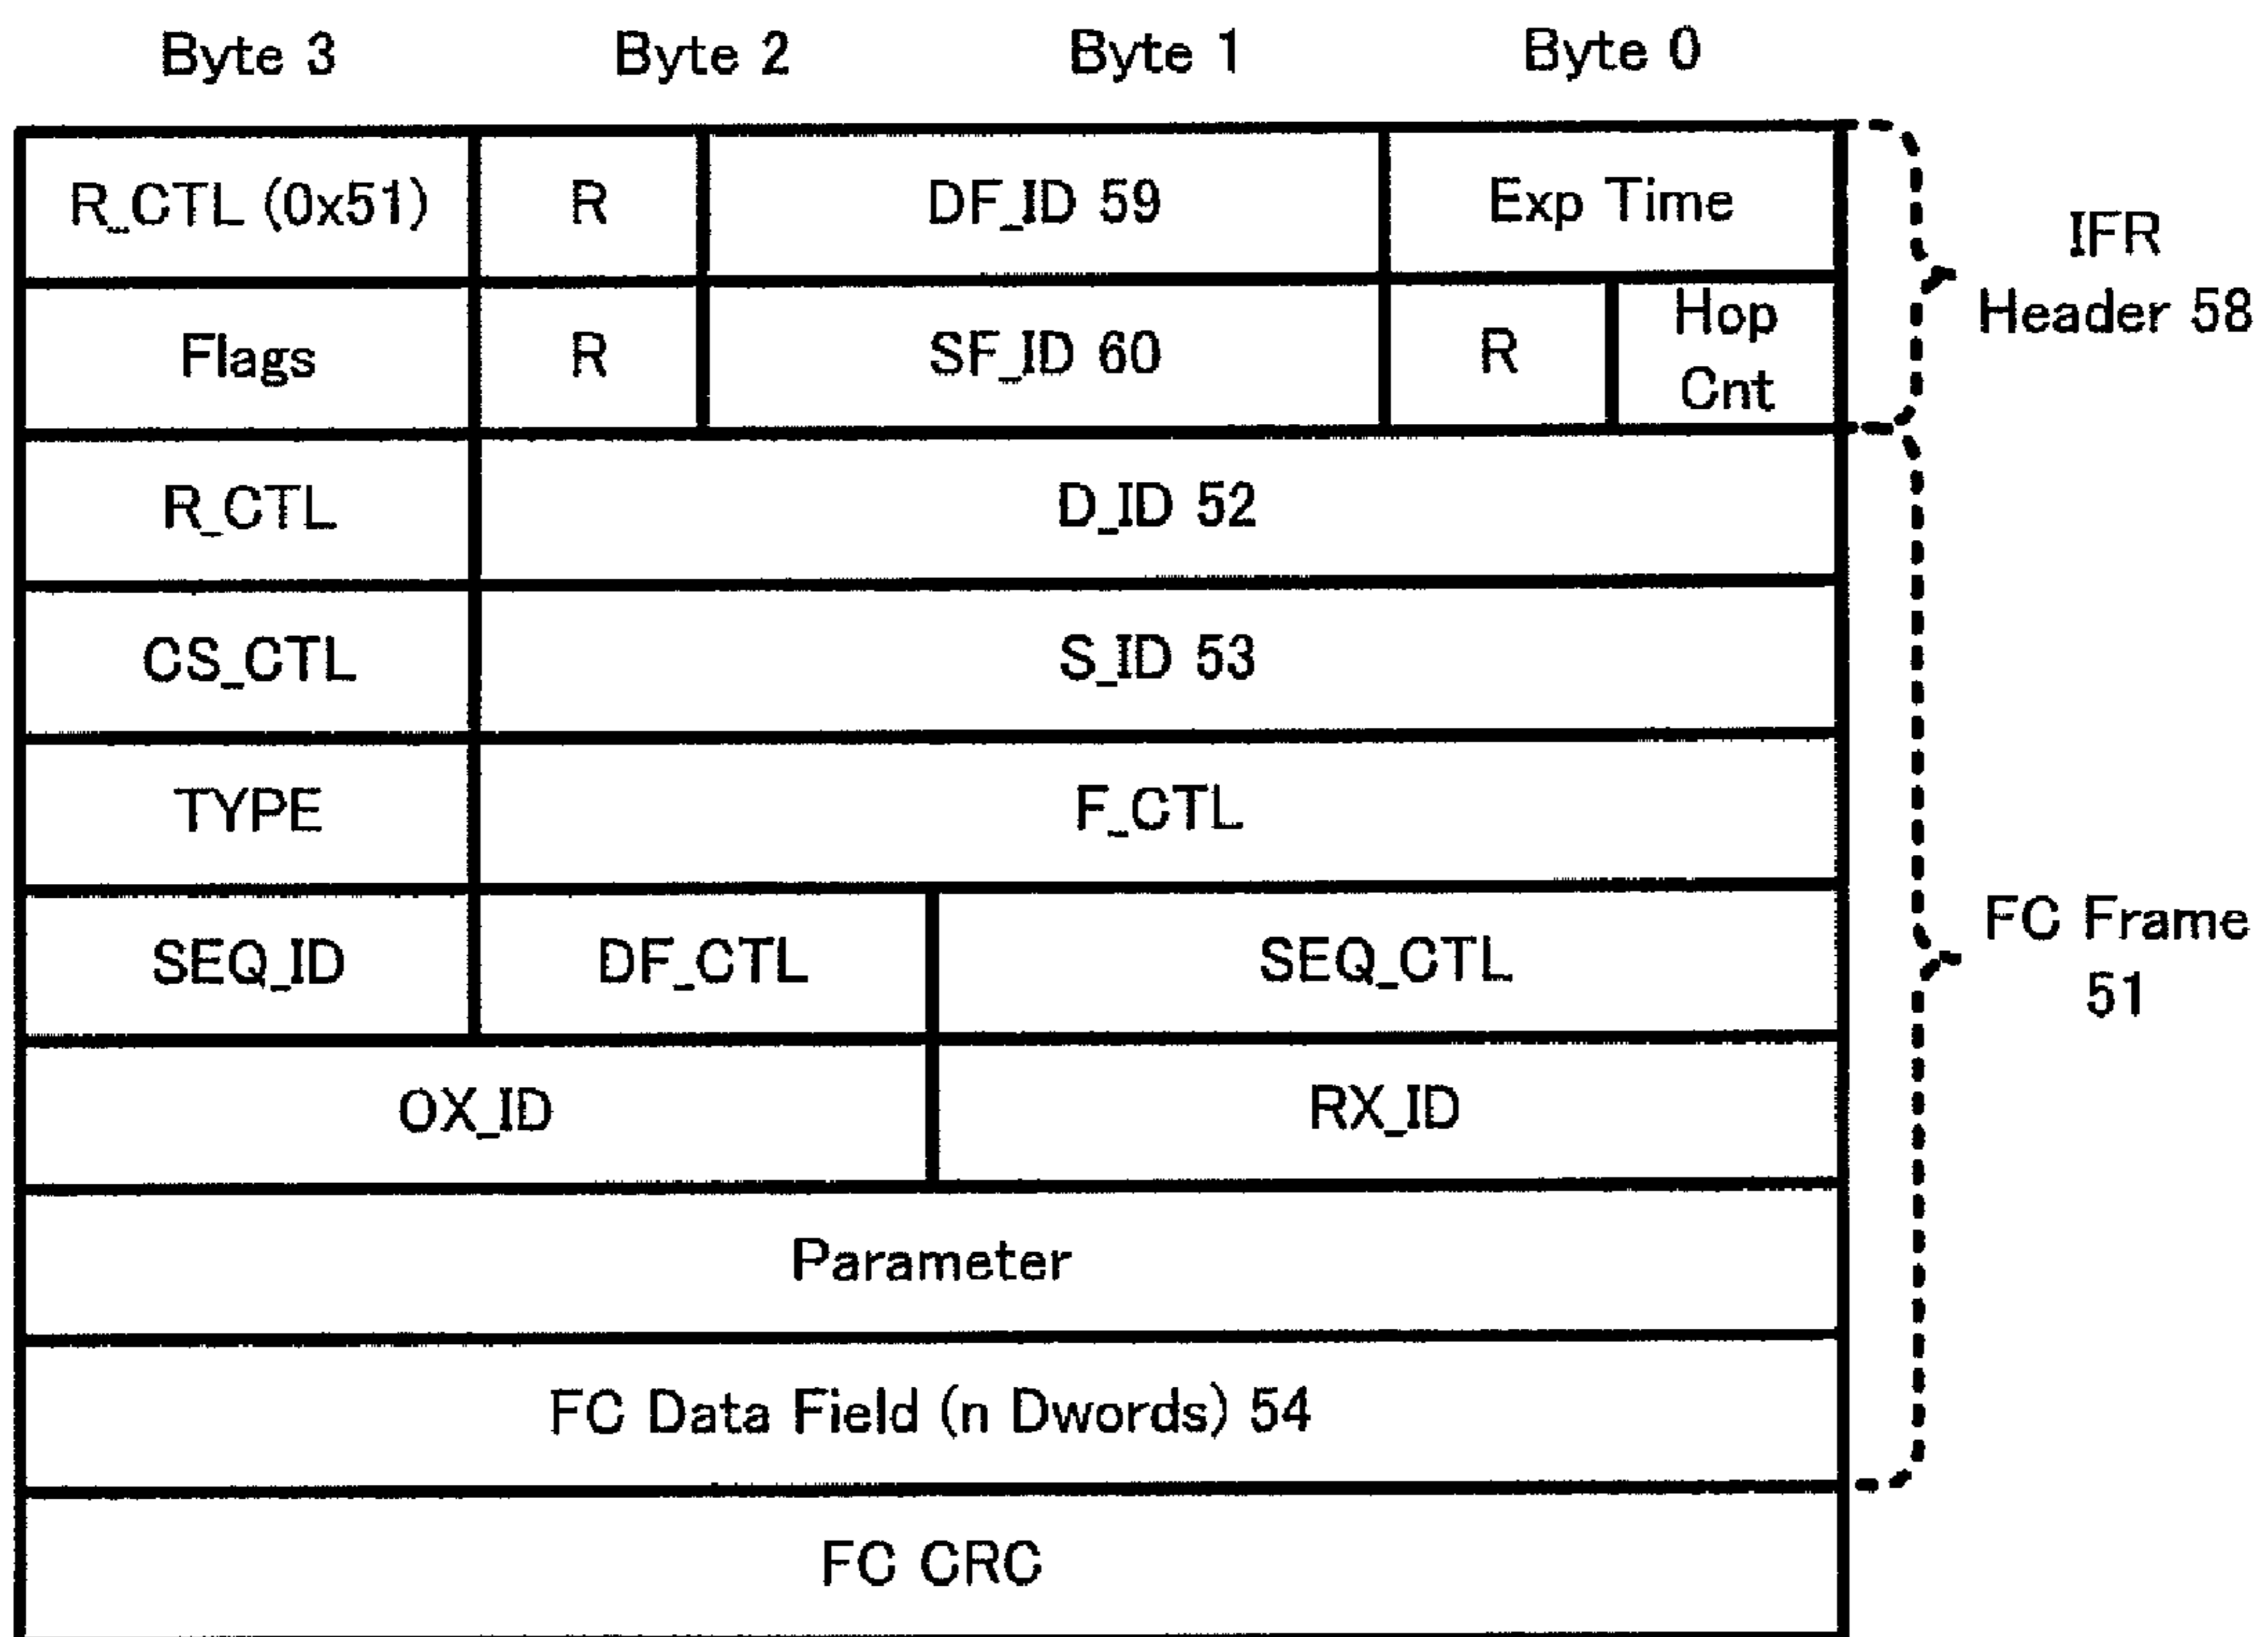 Byte 3 Byte 2 Byte 1 Byte 0
R_CTL (0x51) R DF_ID 59 Exp Time
Flags R SF_ID 60 R Hop Cnt
IFR
Header 58
R_CTL D_ID 52
CS_CTL S_ID 53
TYPE F_CTL
SEQ_ID DF_CTL SEQ_CTL
FC Frame
51
OX_ID RX_ID
Parameter
FC Data Field (n Dwords) 54
FC CRC